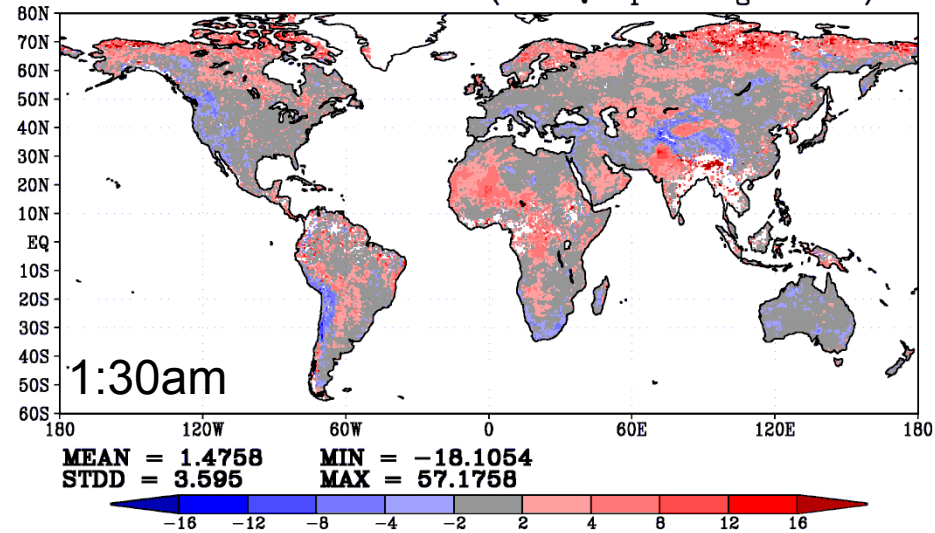 80N
70N
60N
50N
40N
30N
20N
10N
EQ
10S
20S
30S
40S
50S
60S
1:30am
180 120W 60W 0 60E 120E 180
MEAN = 1.4758 MIN = −18.1054
STDD = 3.595 MAX = 57.1758
−16 −12 −8 −4 −2 2 4 8 12 16